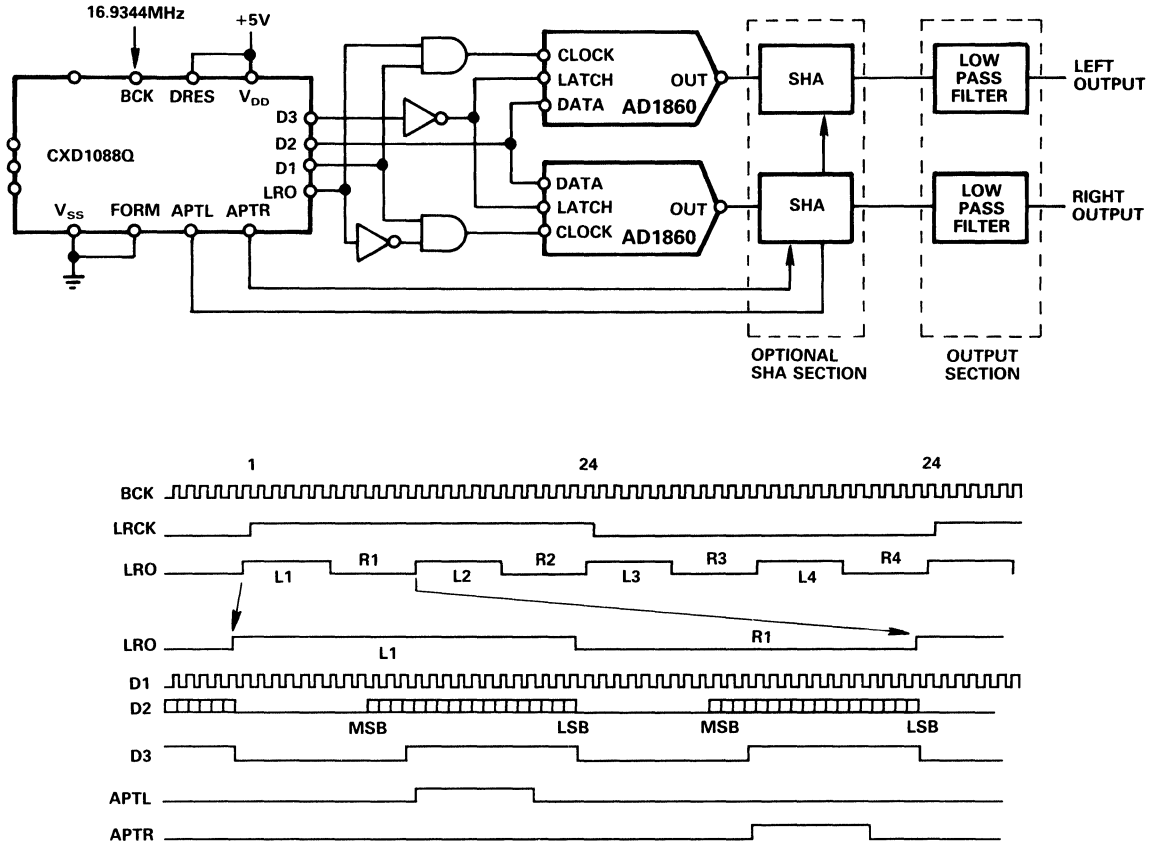 16.9344MHz
+5V
BCK DRES VDD
CXD1088Q
D3
D2
D1
LRO
VSS FORM APTL APTR
CLOCK
LATCH
DATA
OUT
AD1860
DATA
LATCH
CLOCK
OUT
AD1860
SHA
SHA
LOW
PASS
FILTER
LOW
PASS
FILTER
LEFT
OUTPUT
RIGHT
OUTPUT
OPTIONAL
SHA SECTION
OUTPUT
SECTION
1 24 24
BCK
LRCK
LRO
L1 R1 L2 R2 L3 R3 L4 R4
LRO
L1 R1
D1
D2
MSB LSB MSB LSB
D3
APTL
APTR